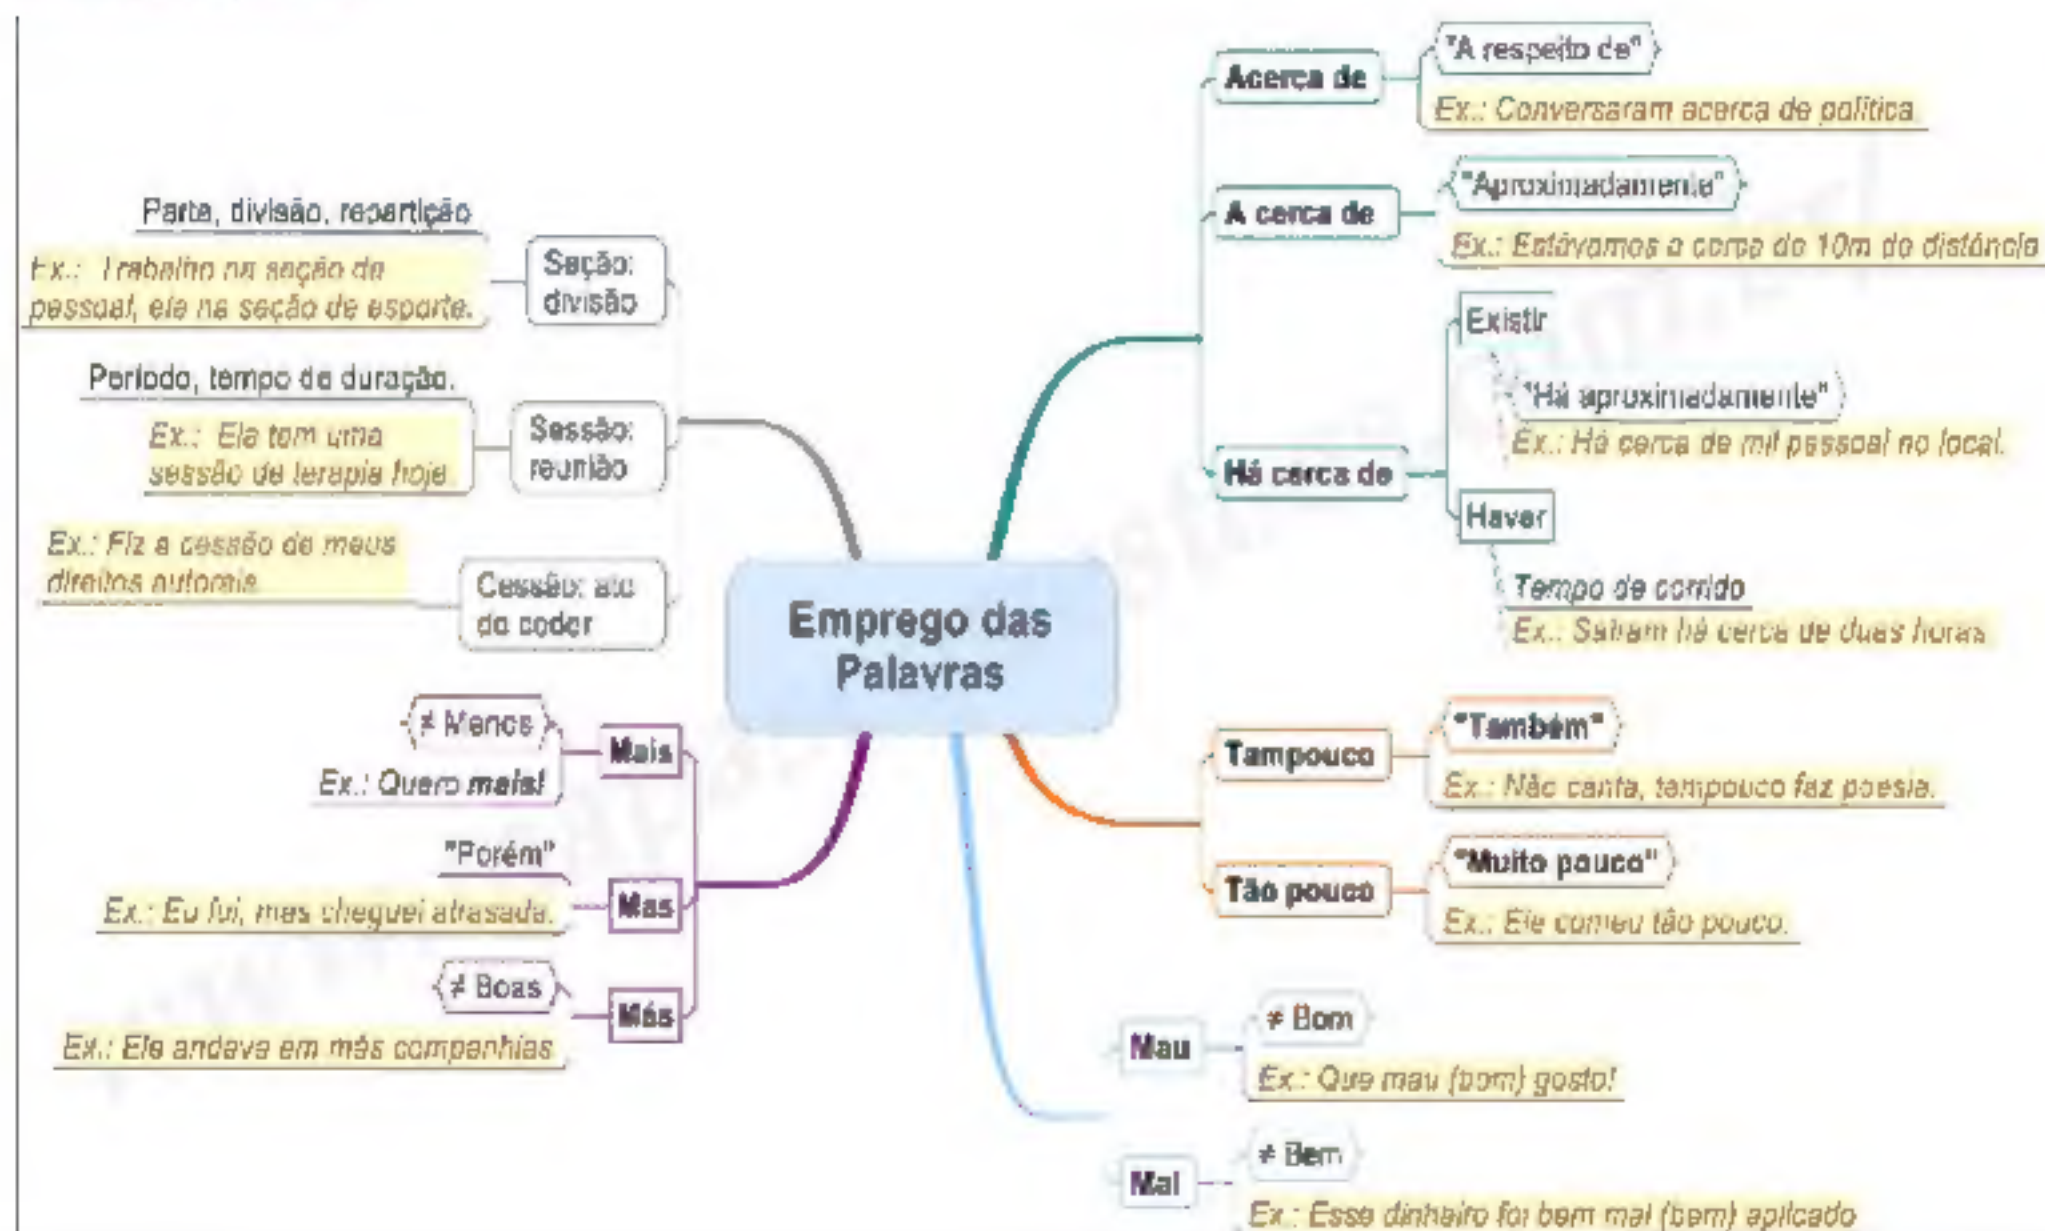 Emprego das
Palavras
Acerca de
"A respeito de"
Ex.: Conversaram acerca de política.
A cerca de
"Aproximadamente"
Ex.: Estávamos a cerca de 10m de distância
Há cerca de
Existir
"Há aproximadamente"
Ex.: Há cerca de mil pessoal no local.
Haver
Tempo de corrido
Ex.: Saíram há cerca de duas horas
Tampouco
"Também"
Ex.: Não canta, tampouco faz poesia.
Tão pouco
"Muito pouco"
Ex.: Ele comeu tão pouco.
Mau
≠ Bom
Ex.: Que mau (bom) gosto!
Mal
≠ Bem
Ex.: Esse dinheiro foi bem mal (bem) aplicado
Seção:
divisão
Parte, divisão, repartição
Ex.: Trabalho na seção de
pessoal, ele na seção de esporte.
Sessão:
reunião
Período, tempo de duração.
Ex.: Ela tem uma
sessão de terapia hoje.
Cessão: ato
de ceder
Ex.: Fiz a cessão de meus
direitos autorais
Mais
≠ Menos
Ex.: Quero mais!
Mas
"Porém"
Ex.: Eu fui, mas cheguei atrasada.
Más
≠ Boas
Ex.: Ele andava em más companhias